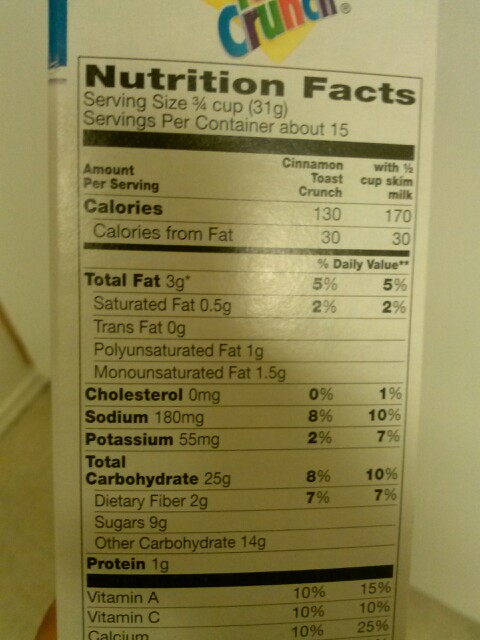 Crunch®
Nutrition Facts
Serving Size ¾ cup (31g)
Servings Per Container about 15
Amount Per Serving Cinnamon Toast Crunch with ½ cup skim milk
Calories 130 170
Calories from Fat 30 30
% Daily Value**
Total Fat 3g* 5% 5%
Saturated Fat 0.5g 2% 2%
Trans Fat 0g
Polyunsaturated Fat 1g
Monounsaturated Fat 1.5g
Cholesterol 0mg 0% 1%
Sodium 180mg 8% 10%
Potassium 55mg 2% 7%
Total
Carbohydrate 25g 8% 10%
Dietary Fiber 2g 7% 7%
Sugars 9g
Other Carbohydrate 14g
Protein 1g
Vitamin A 10% 15%
Vitamin C 10% 10%
Calcium 10% 25%